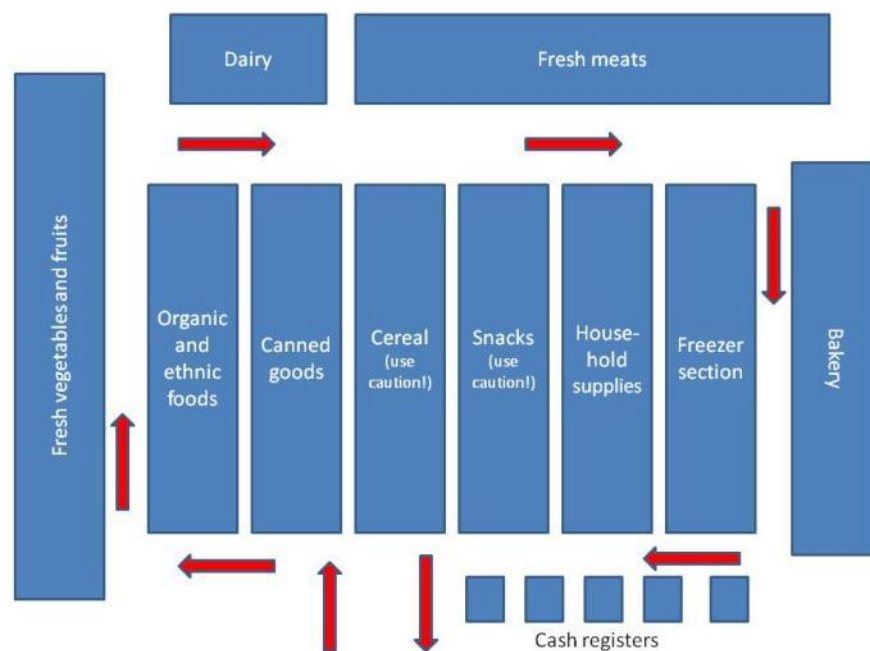 Dairy
Fresh meats
Fresh vegetables and fruits
Organic
and
ethnic
foods
Canned
goods
Cereal
(use
caution!)
Snacks
(use
caution!)
House-
hold
supplies
Freezer
section
Bakery
Cash registers